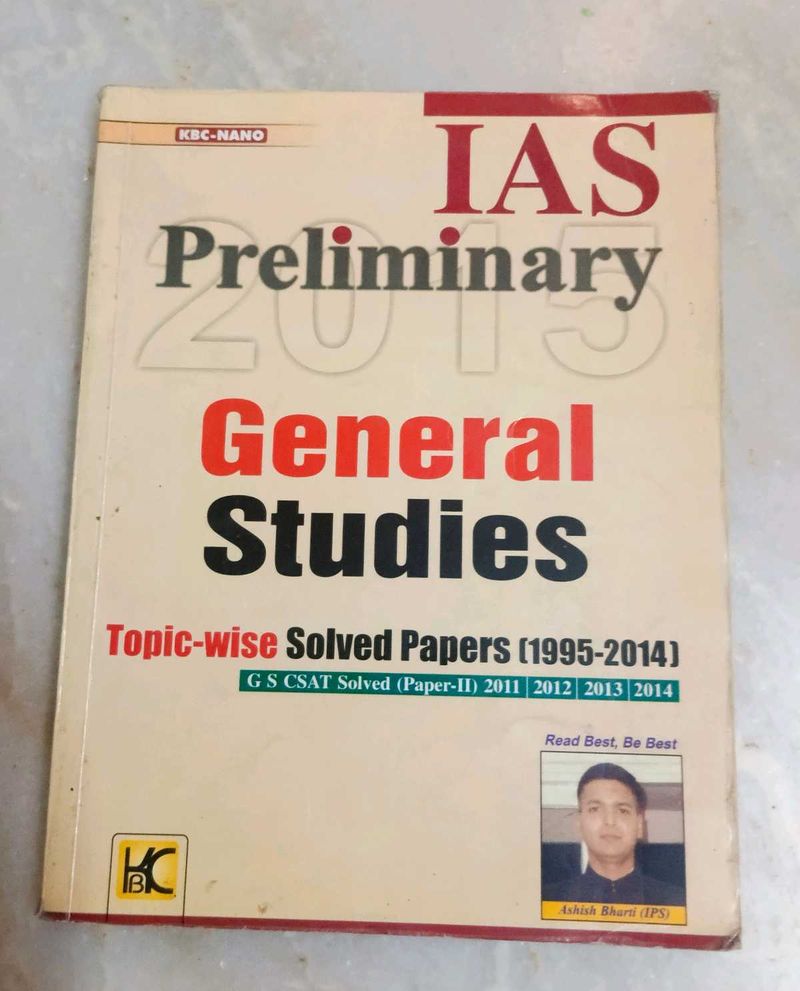 KBC-NANO
IAS
2015
Preliminary
General
Studies
Topic-wise Solved Papers (1995-2014)
G S CSAT Solved (Paper-II) 2011 2012 2013 2014
Read Best, Be Best
KBC
Ashish Bharti (IPS)